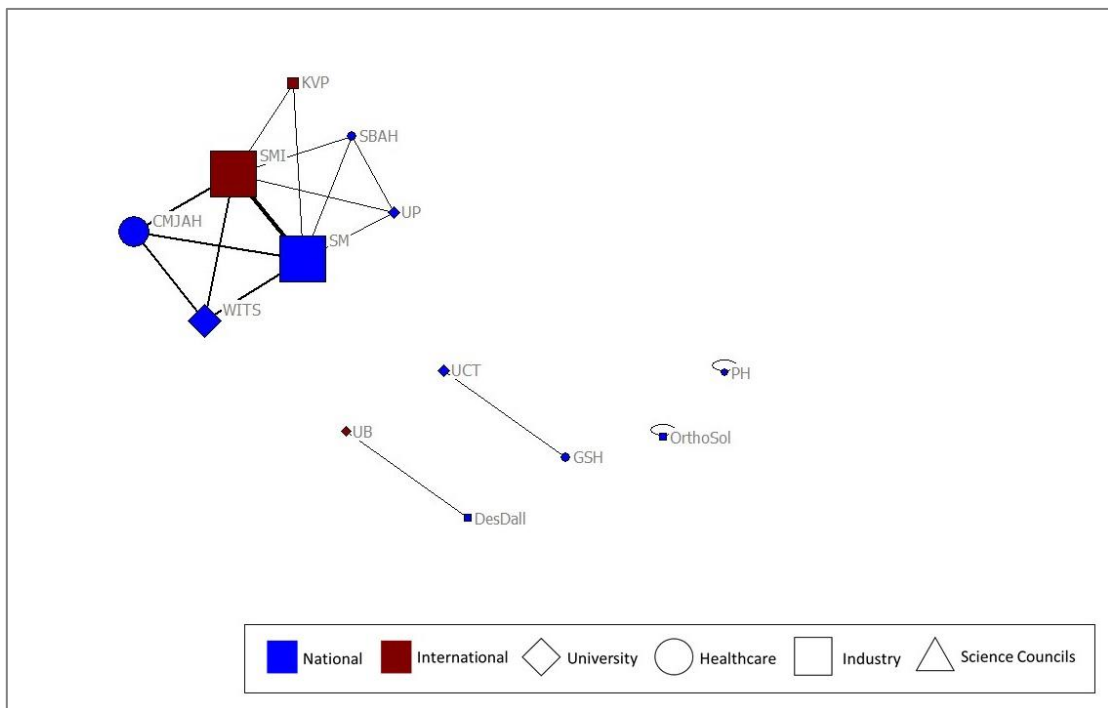 KVP
SBAH
SMI
UP
CMJAH
SM
WITS
UCT
PH
UB
OrthoSol
GSH
DesDall
National International University Healthcare Industry Science Councils